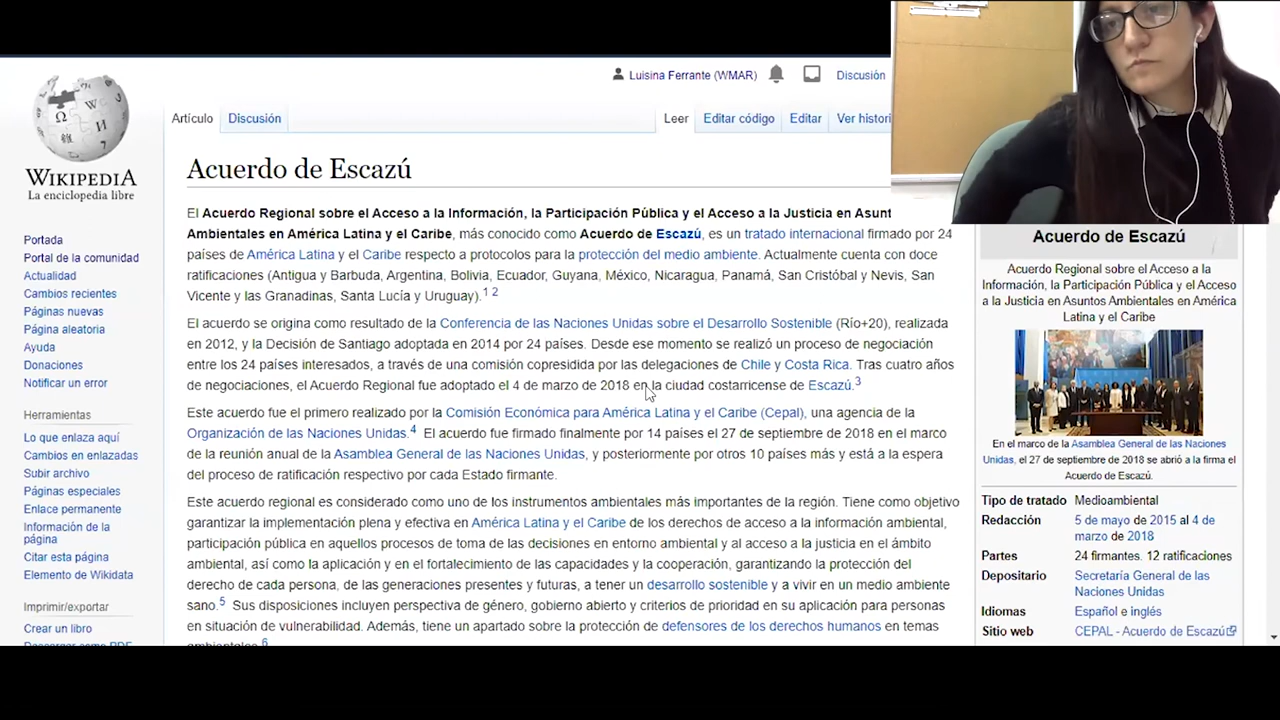 Luisina Ferrante (WMAR)
Discusión
Artículo
Discusión
Leer
Editar código
Editar
Ver histori
WIKIPEDIA
La enciclopedia libre
Portada
Portal de la comunidad
Actualidad
Cambios recientes
Páginas nuevas
Página aleatoria
Ayuda
Donaciones
Notificar un error
Herramientas
Lo que enlaza aquí
Cambios en enlazadas
Subir archivo
Páginas especiales
Enlace permanente
Información de la
página
Citar esta página
Elemento de Wikidata
Imprimir/exportar
Crear un libro
Descargar como PDF
Acuerdo de Escazú
El Acuerdo Regional sobre el Acceso a la Información, la Participación Pública y el Acceso a la Justicia en Asunt
Ambientales en América Latina y el Caribe, más conocido como Acuerdo de Escazú, es un tratado internacional firmado por 24
países de América Latina y el Caribe respecto a protocolos para la protección del medio ambiente. Actualmente cuenta con doce
ratificaciones (Antigua y Barbuda, Argentina, Bolivia, Ecuador, Guyana, México, Nicaragua, Panamá, San Cristóbal y Nevis, San
Vicente y las Granadinas, Santa Lucía y Uruguay).1 2
El acuerdo se origina como resultado de la Conferencia de las Naciones Unidas sobre el Desarrollo Sostenible (Río+20), realizada
en 2012, y la Decisión de Santiago adoptada en 2014 por 24 países. Desde ese momento se realizó un proceso de negociación
entre los 24 países interesados, a través de una comisión copresidida por las delegaciones de Chile y Costa Rica. Tras cuatro años
de negociaciones, el Acuerdo Regional fue adoptado el 4 de marzo de 2018 en la ciudad costarricense de Escazú.3
Este acuerdo fue el primero realizado por la Comisión Económica para América Latina y el Caribe (Cepal), una agencia de la
Organización de las Naciones Unidas.4 El acuerdo fue firmado finalmente por 14 países el 27 de septiembre de 2018 en el marco
de la reunión anual de la Asamblea General de las Naciones Unidas, y posteriormente por otros 10 países más y está a la espera
del proceso de ratificación respectivo por cada Estado firmante.
Este acuerdo regional es considerado como uno de los instrumentos ambientales más importantes de la región. Tiene como objetivo
garantizar la implementación plena y efectiva en América Latina y el Caribe de los derechos de acceso a la información ambiental,
participación pública en aquellos procesos de toma de las decisiones en entorno ambiental y al acceso a la justicia en el ámbito
ambiental, así como la aplicación y en el fortalecimiento de las capacidades y la cooperación, garantizando la protección del
derecho de cada persona, de las generaciones presentes y futuras, a tener un desarrollo sostenible y a vivir en un medio ambiente
sano.5 Sus disposiciones incluyen perspectiva de género, gobierno abierto y criterios de prioridad en su aplicación para personas
en situación de vulnerabilidad. Además, tiene un apartado sobre la protección de defensores de los derechos humanos en temas
ambientales.6
Acuerdo de Escazú
Acuerdo Regional sobre el Acceso a la
Información, la Participación Pública y el Acceso
a la Justicia en Asuntos Ambientales en América
Latina y el Caribe
En el marco de la Asamblea General de las Naciones
Unidas, el 27 de septiembre de 2018 se abrió a la firma el
Acuerdo de Escazú.
Tipo de tratado Medioambiental
Redacción 5 de mayo de 2015 al 4 de
marzo de 2018
Partes 24 firmantes. 12 ratificaciones
Depositario Secretaría General de las
Naciones Unidas
Idiomas Español e inglés
Sitio web CEPAL - Acuerdo de Escazú